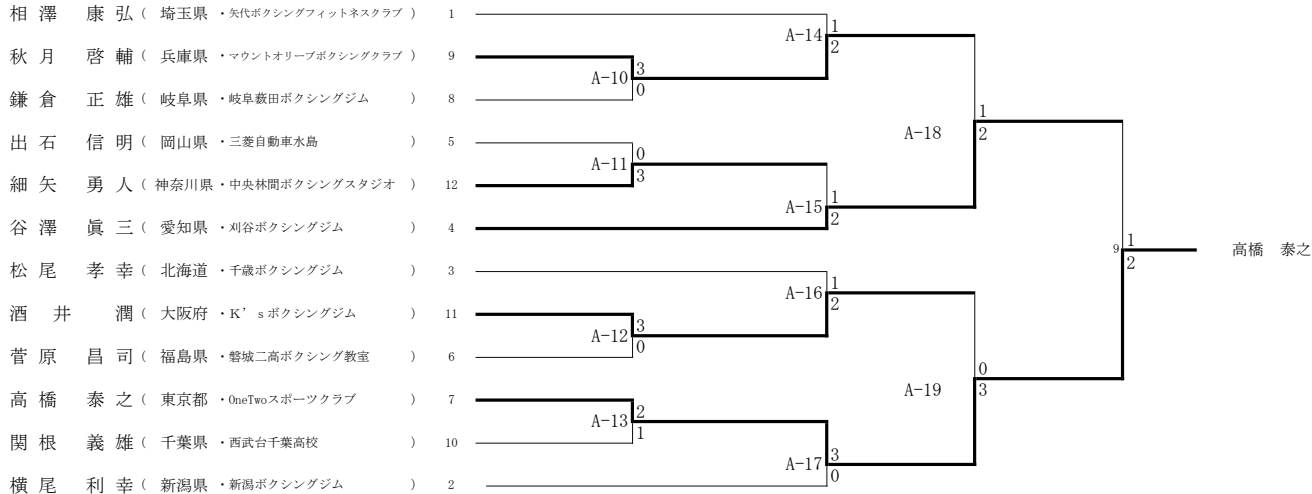 相澤 康弘（ 埼玉県 ・矢代ボクシングフィットネスクラブ ） 1
A-14 1
2
秋月 啓輔（ 兵庫県 ・マウントオリーブボクシングクラブ ） 9
A-10 3
0
鎌倉 正雄（ 岐阜県 ・岐阜薮田ボクシングジム ） 8
A-18 1
2
出石 信明（ 岡山県 ・三菱自動車水島 ） 5
A-11 0
3
細矢 勇人（ 神奈川県 ・中央林間ボクシングスタジオ ） 12
A-15 1
2
谷澤 眞三（ 愛知県 ・刈谷ボクシングジム ） 4
9 1
2
高橋 泰之
松尾 孝幸（ 北海道 ・千歳ボクシングジム ） 3
A-16 1
2
酒井 潤（ 大阪府 ・K’sボクシングジム ） 11
A-12 3
0
菅原 昌司（ 福島県 ・磐城二高ボクシング教室 ） 6
A-19 0
3
高橋 泰之（ 東京都 ・OneTwoスポーツクラブ ） 7
A-13 2
1
関根 義雄（ 千葉県 ・西武台千葉高校 ） 10
A-17 3
0
横尾 利幸（ 新潟県 ・新潟ボクシングジム ） 2